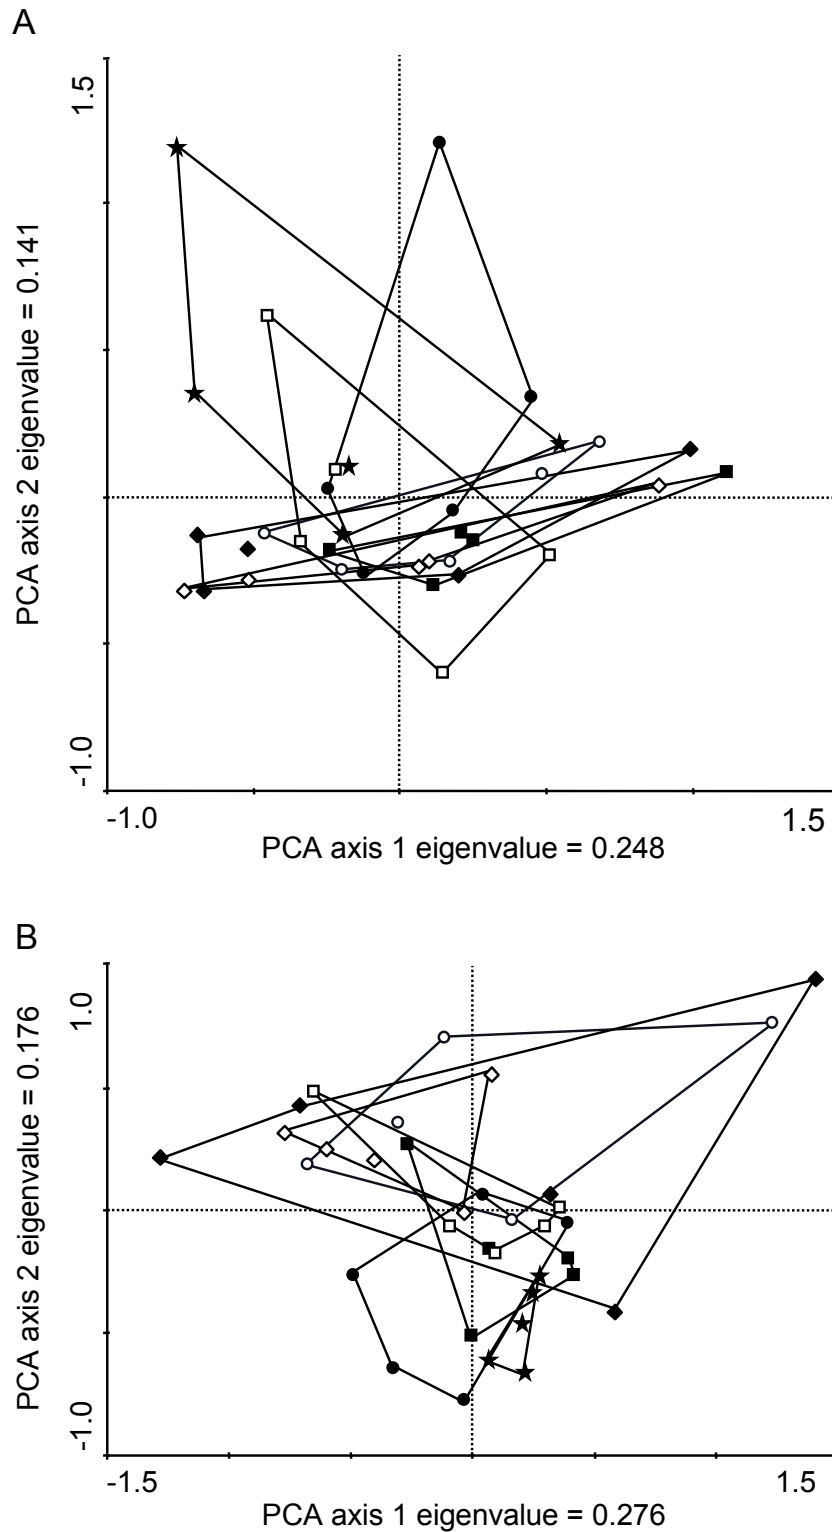 A
1.5
PCA axis 2 eigenvalue = 0.141
-1.0
-1.0
1.5
PCA axis 1 eigenvalue = 0.248
B
1.0
PCA axis 2 eigenvalue = 0.176
-1.0
-1.5
1.5
PCA axis 1 eigenvalue = 0.276